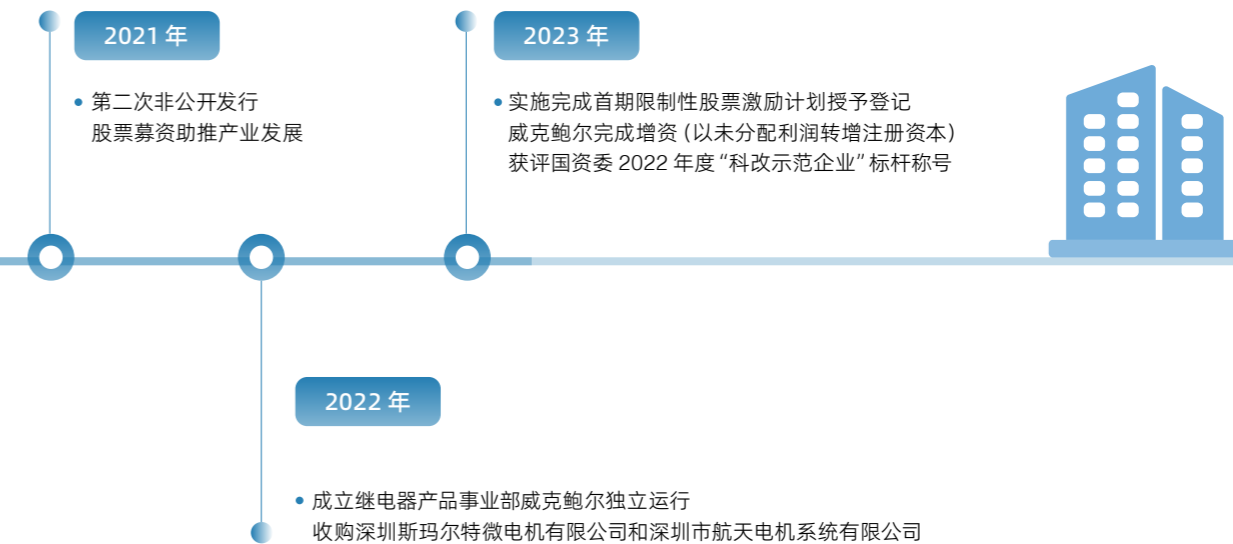 2021 年
• 第二次非公开发行
股票募资助推产业发展
2023 年
• 实施完成首期限制性股票激励计划授予登记
威克鲍尔完成增资（以未分配利润转增注册资本）
获评国资委 2022 年度“科改示范企业”标杆称号
2022 年
• 成立继电器产品事业部威克鲍尔独立运行
收购深圳斯玛尔特微电机有限公司和深圳市航天电机系统有限公司